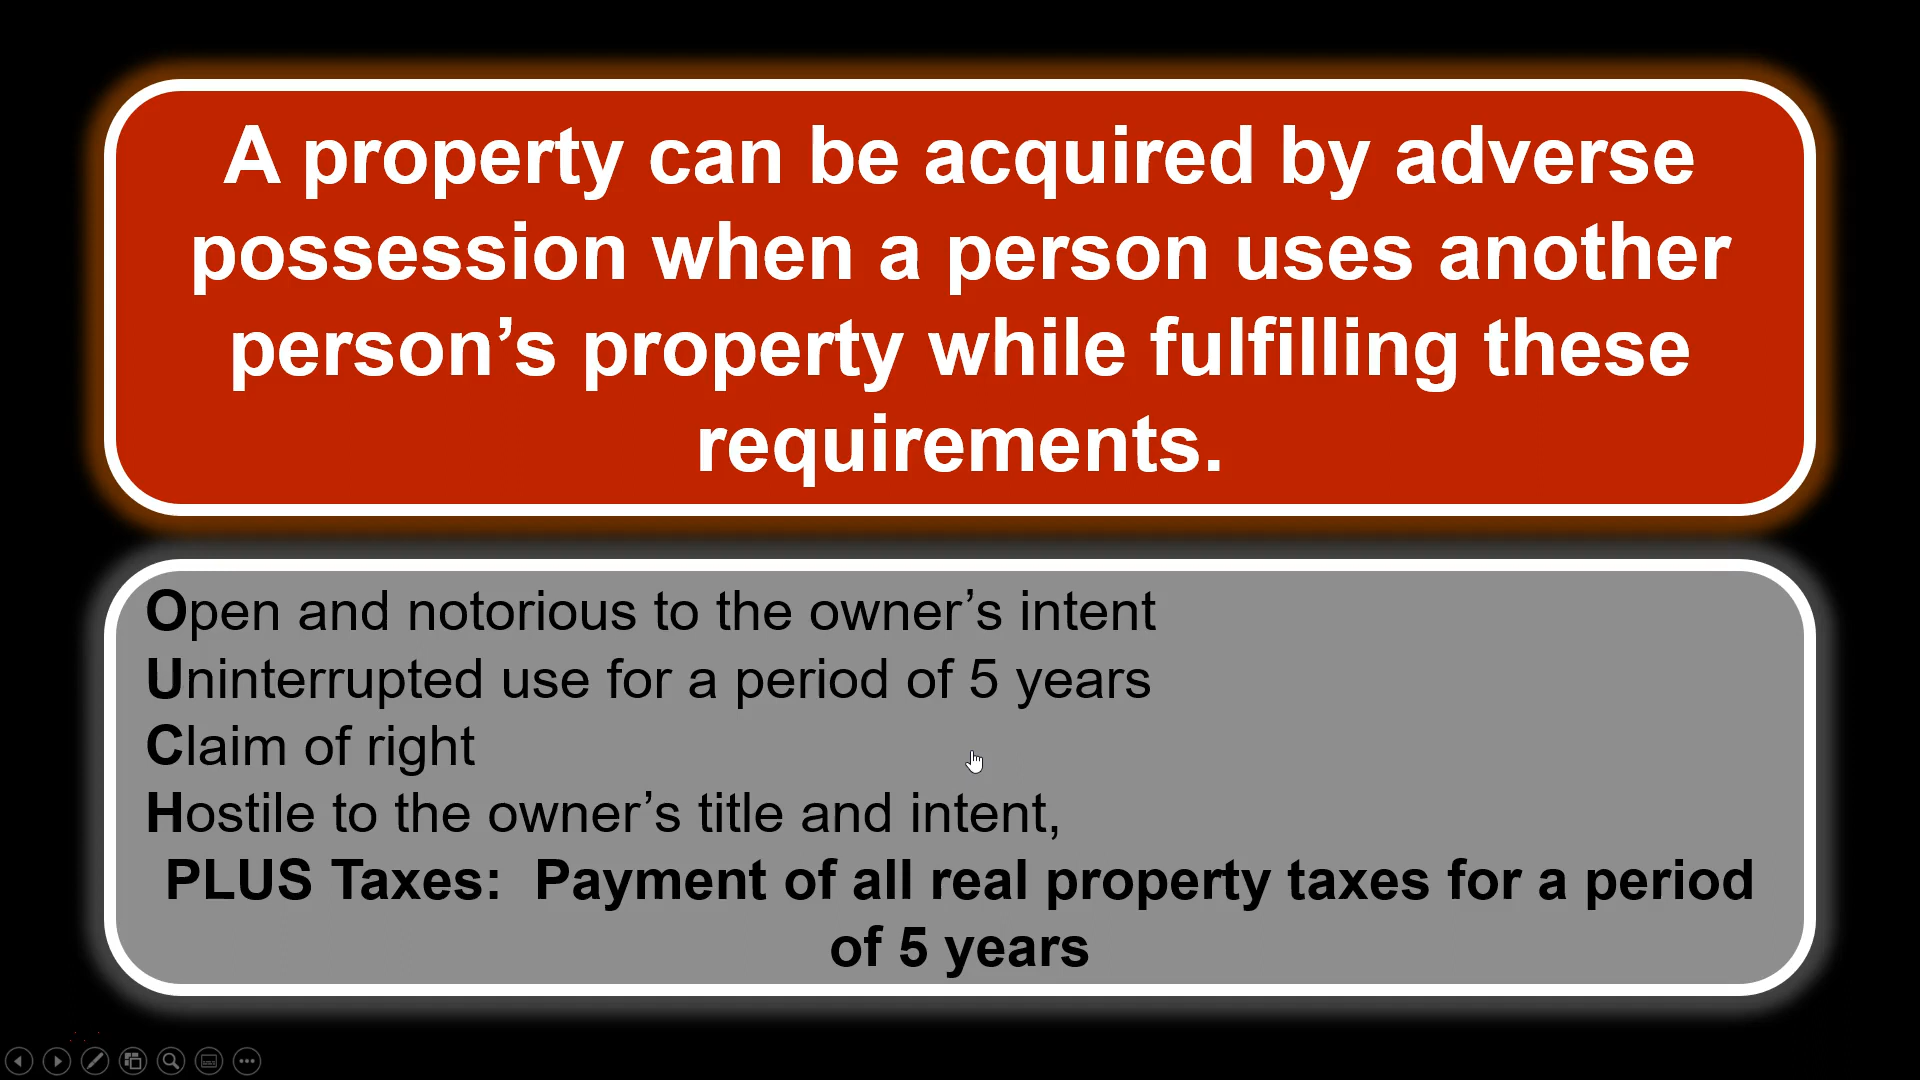 A property can be acquired by adverse
possession when a person uses another
person’s property while fulfilling these
requirements.
Open and notorious to the owner’s intent
Uninterrupted use for a period of 5 years
Claim of right
Hostile to the owner’s title and intent,
PLUS Taxes:  Payment of all real property taxes for a period
of 5 years